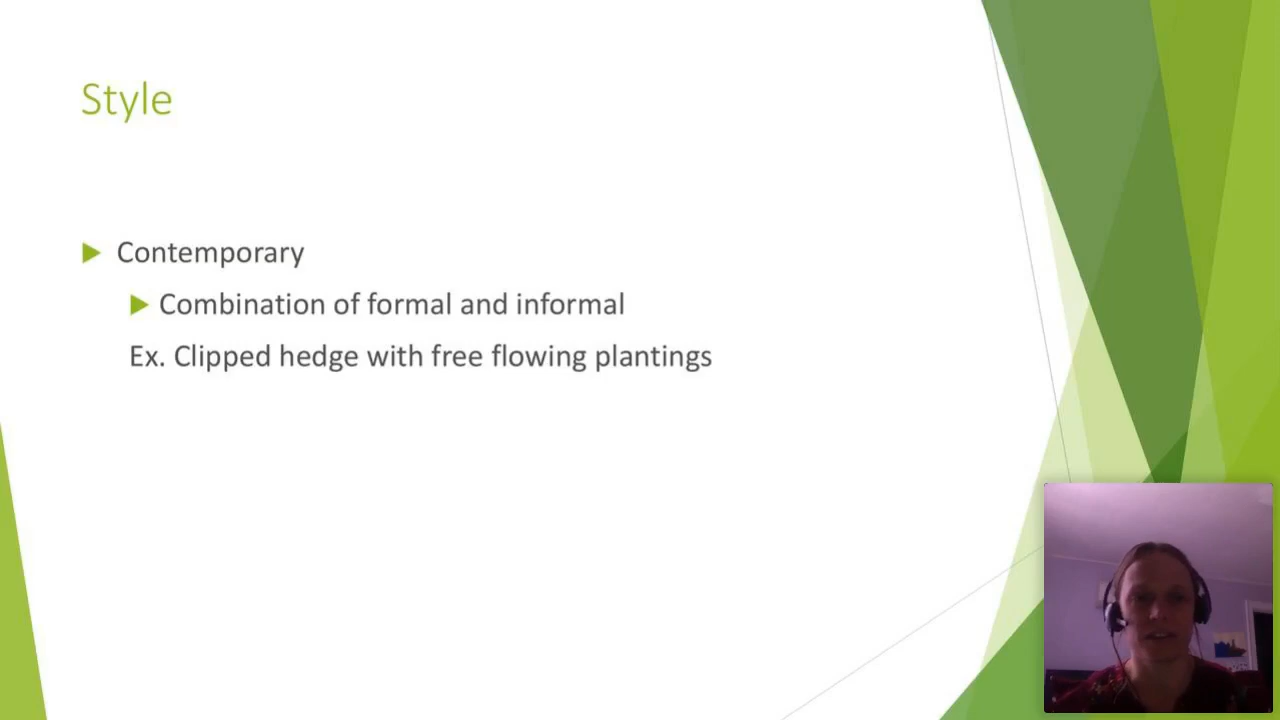 Style
Contemporary
Combination of formal and informal
Ex. Clipped hedge with free flowing plantings